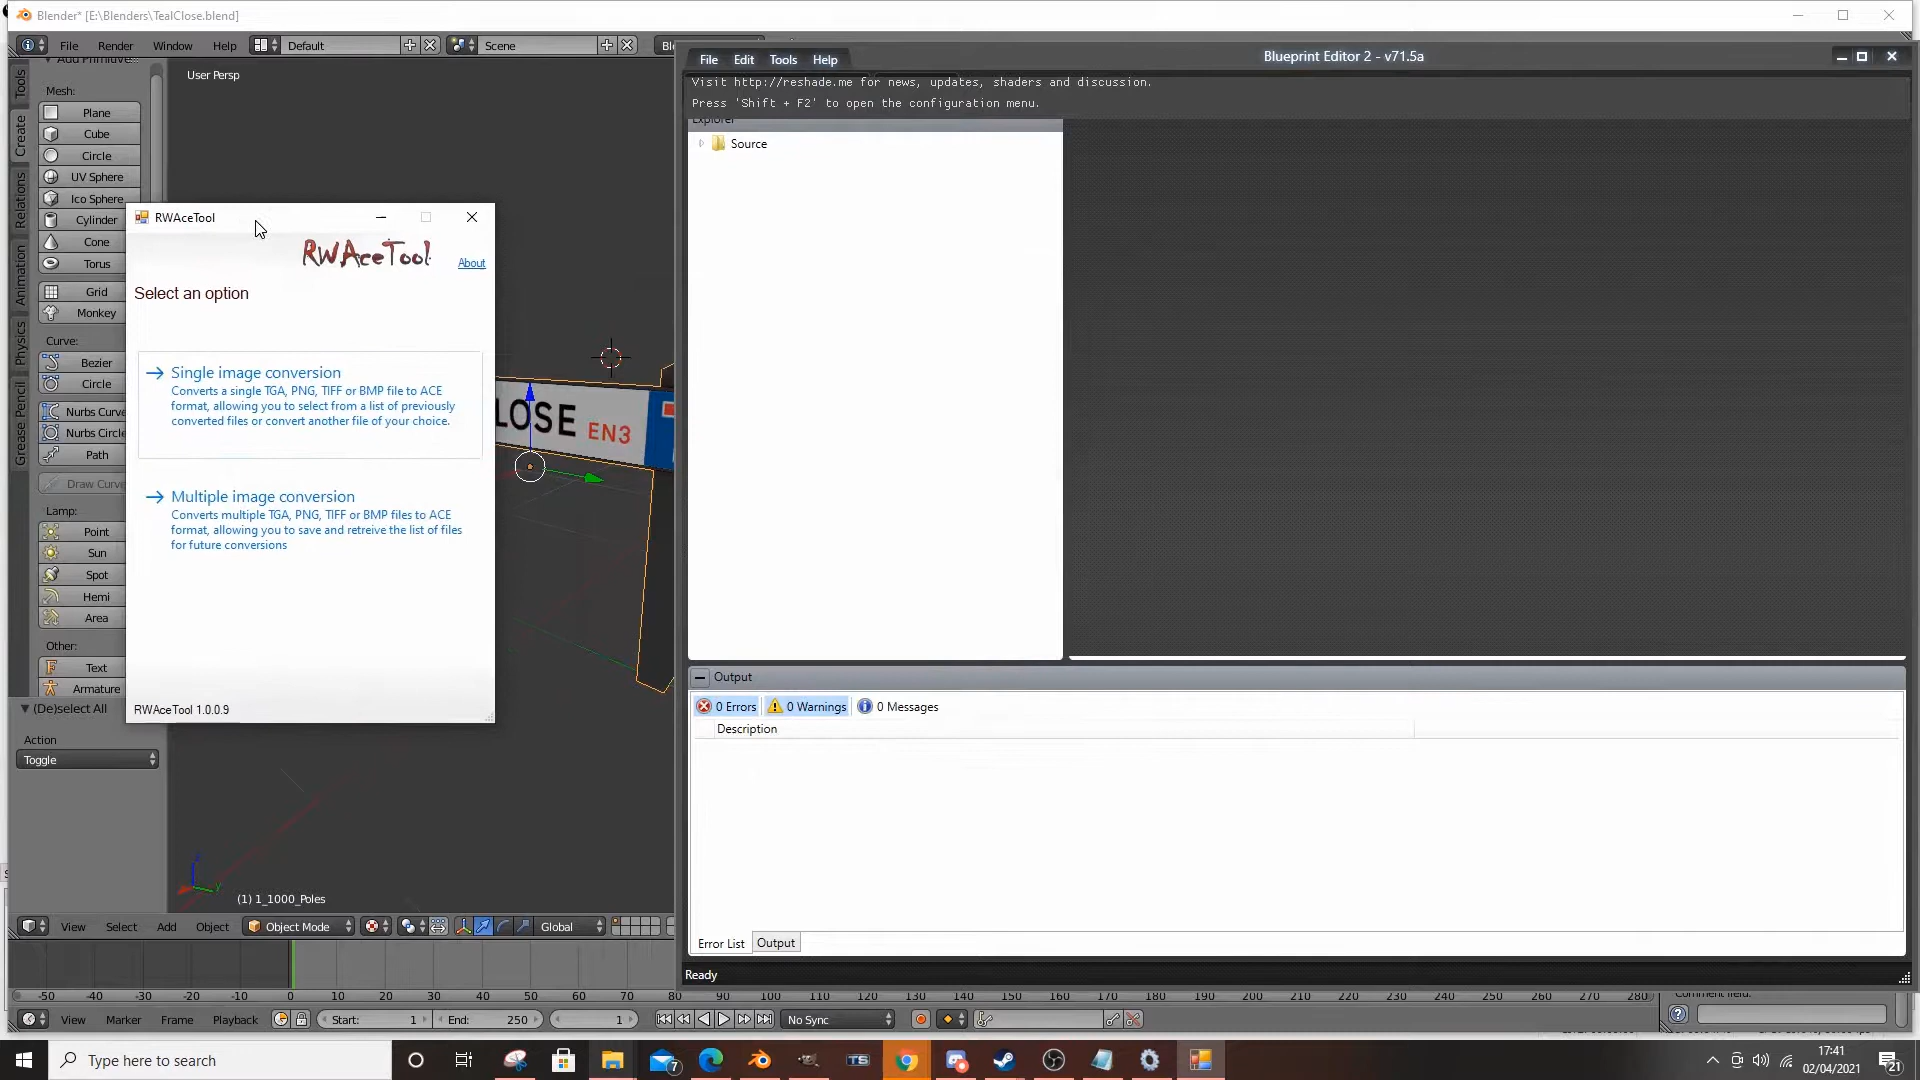 Blender* [E:\Blenders\TealClose.blend]
File Render Window Help Default Scene
User Persp
Tools
Create
Relations
Animation
Physics
Grease Pencil
Mesh:
Plane
Cube
Circle
UV Sphere
Ico Sphere
Cylinder
Cone
Torus
Grid
Monkey
Curve:
Bezier
Circle
Nurbs Curve
Nurbs Circle
Path
Draw Curve
Lamp:
Point
Sun
Spot
Hemi
Area
Other:
Text
Armature
(De)select All
Action
Toggle
RWAceTool
RWAceTool
About
Select an option
Single image conversion
Converts a single TGA, PNG, TIFF or BMP file to ACE
format, allowing you to select from a list of previously
converted files or convert another file of your choice.
Multiple image conversion
Converts multiple TGA, PNG, TIFF or BMP files to ACE
format, allowing you to save and retreive the list of files
for future conversions
RWAceTool 1.0.0.9
LOSE EN3
(1) 1_1000_Poles
View Select Add Object Object Mode Global
File Edit Tools Help
Blueprint Editor 2 - v71.5a
Visit http://reshade.me for news, updates, shaders and discussion.
Press 'Shift + F2' to open the configuration menu.
Explorer
Source
Output
0 Errors 0 Warnings 0 Messages
Description
Error List Output
Ready
-50 -40 -30 -20 -10 0 10 20 30 40 50 60 70 80 90 100 110 120 130 140 150 160 170 180 190 200 210 220 230 240 250 260 270 280
View Marker Frame Playback Start: 1 End: 250 1 No Sync
Type here to search
7
TS
17:41
02/04/2021
21